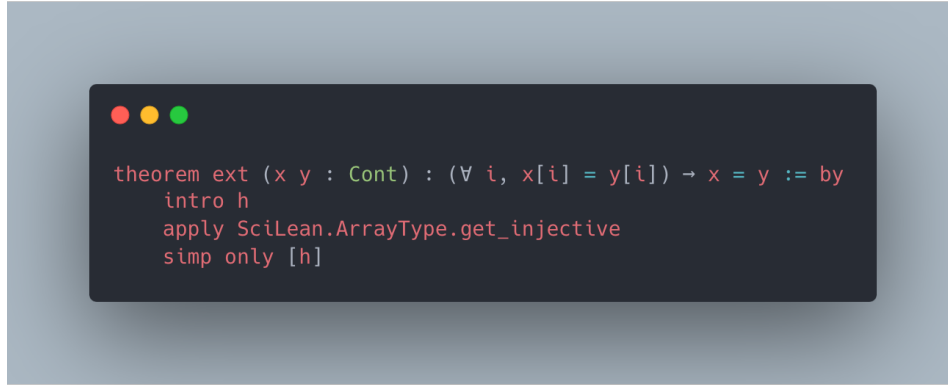 theorem ext (x y : Cont) : (∀ i, x[i] = y[i]) → x = y := by
    intro h
    apply SciLean.ArrayType.get_injective
    simp only [h]